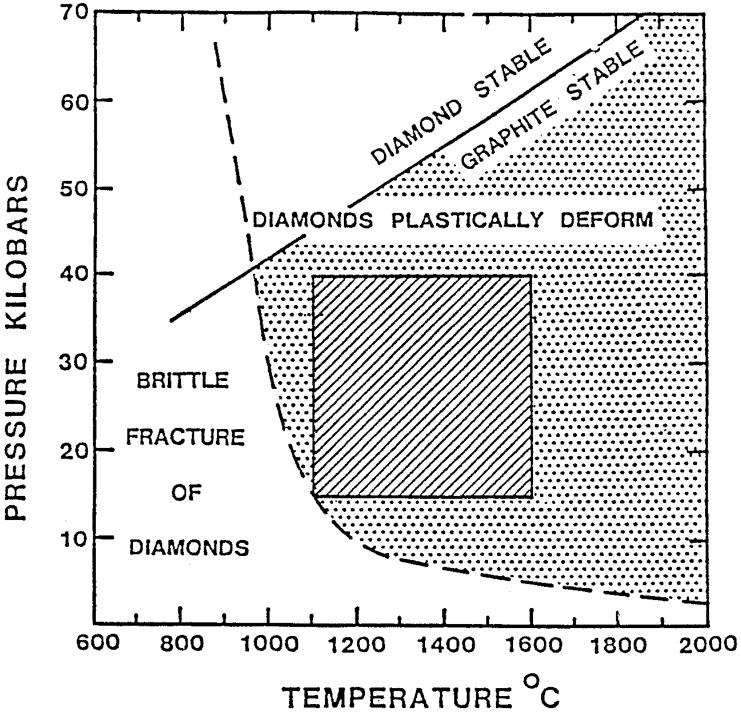 70
60
50
40
30
20
10
PRESSURE KILOBARS
DIAMOND STABLE
GRAPHITE STABLE
DIAMONDS PLASTICALLY DEFORM
BRITTLE
FRACTURE
OF
DIAMONDS
600 800 1000 1200 1400 1600 1800 2000
TEMPERATURE °C